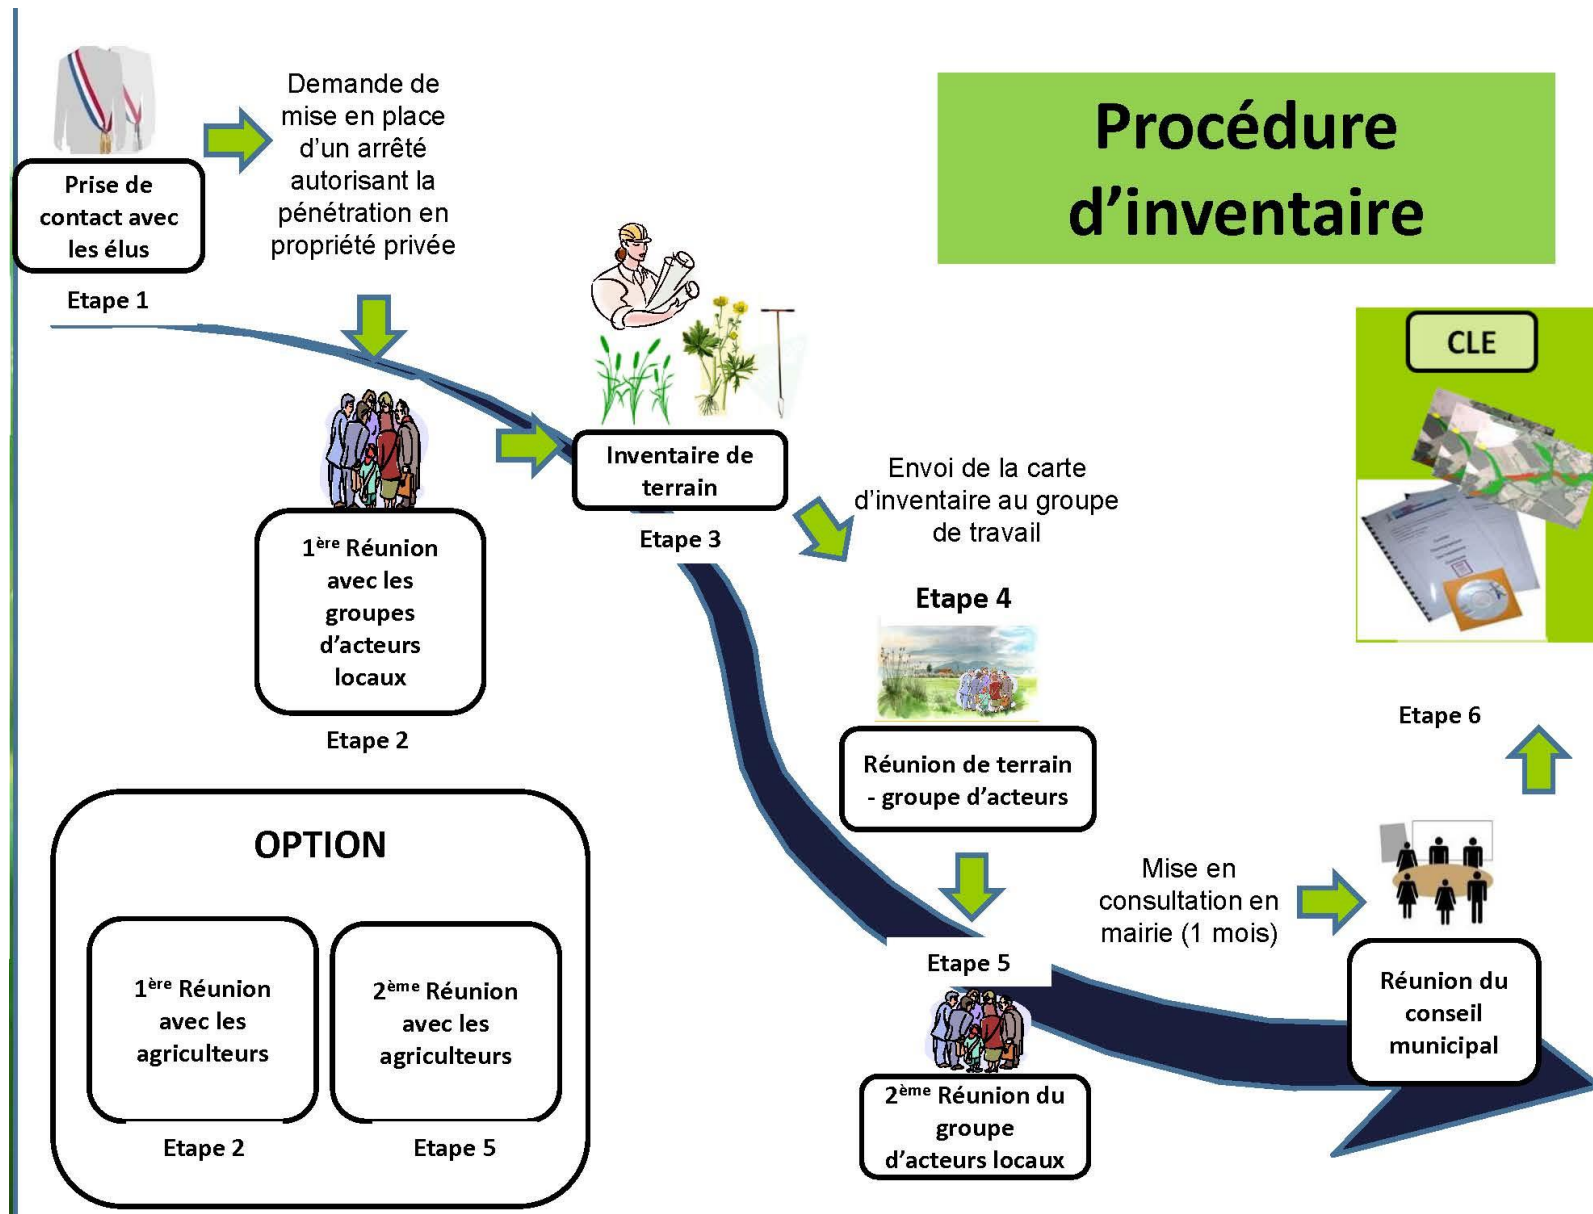 Procédure
d’inventaire
Prise de
contact avec
les élus
Etape 1
Demande de
mise en place
d’un arrêté
autorisant la
pénétration en
propriété privée
1ère Réunion
avec les
groupes
d’acteurs
locaux
Etape 2
Inventaire de
terrain
Etape 3
Envoi de la carte
d’inventaire au groupe
de travail
Etape 4
Réunion de terrain
- groupe d’acteurs
Etape 5
2ème Réunion du
groupe
d’acteurs locaux
Mise en
consultation en
mairie (1 mois)
Réunion du
conseil
municipal
CLE
Etape 6
OPTION
1ère Réunion
avec les
agriculteurs
Etape 2
2ème Réunion
avec les
agriculteurs
Etape 5